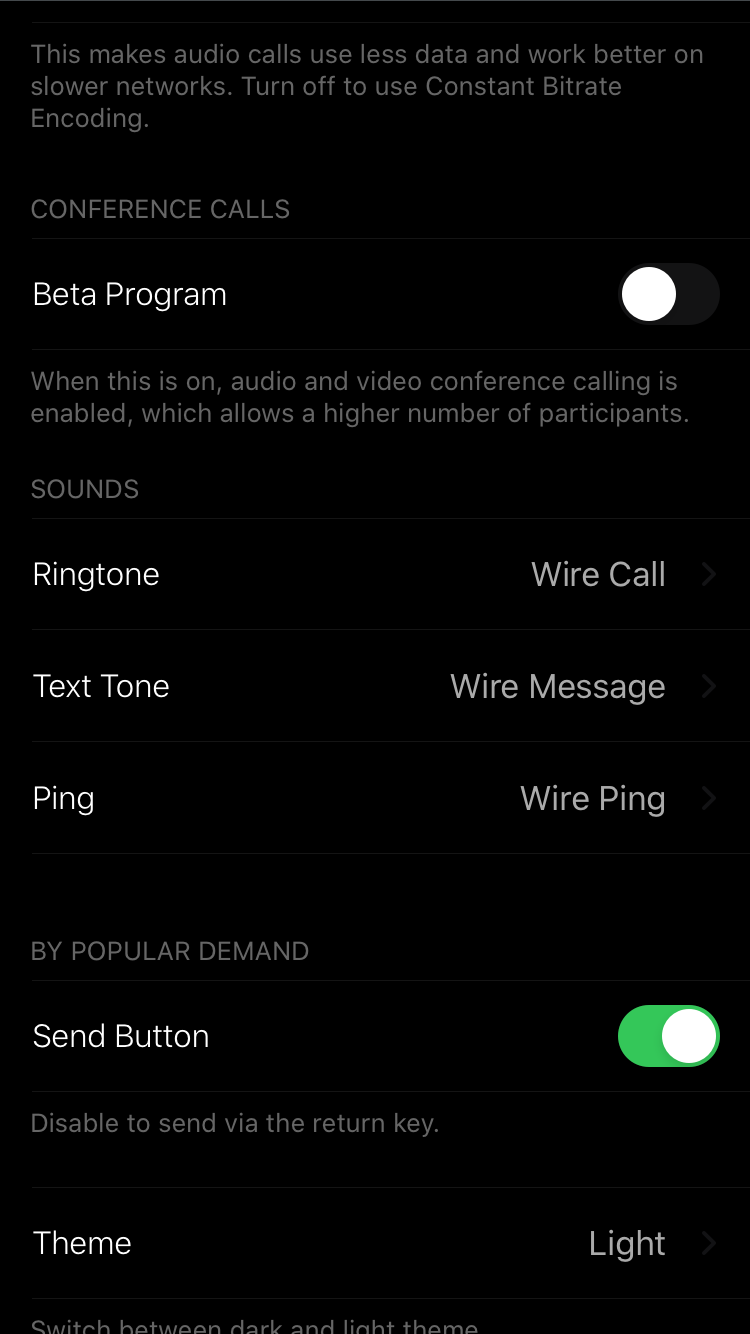 This makes audio calls use less data and work better on
slower networks. Turn off to use Constant Bitrate
Encoding.
CONFERENCE CALLS
Beta Program
When this is on, audio and video conference calling is
enabled, which allows a higher number of participants.
SOUNDS
Ringtone Wire Call
Text Tone Wire Message
Ping Wire Ping
BY POPULAR DEMAND
Send Button
Disable to send via the return key.
Theme Light
Switch between dark and light theme